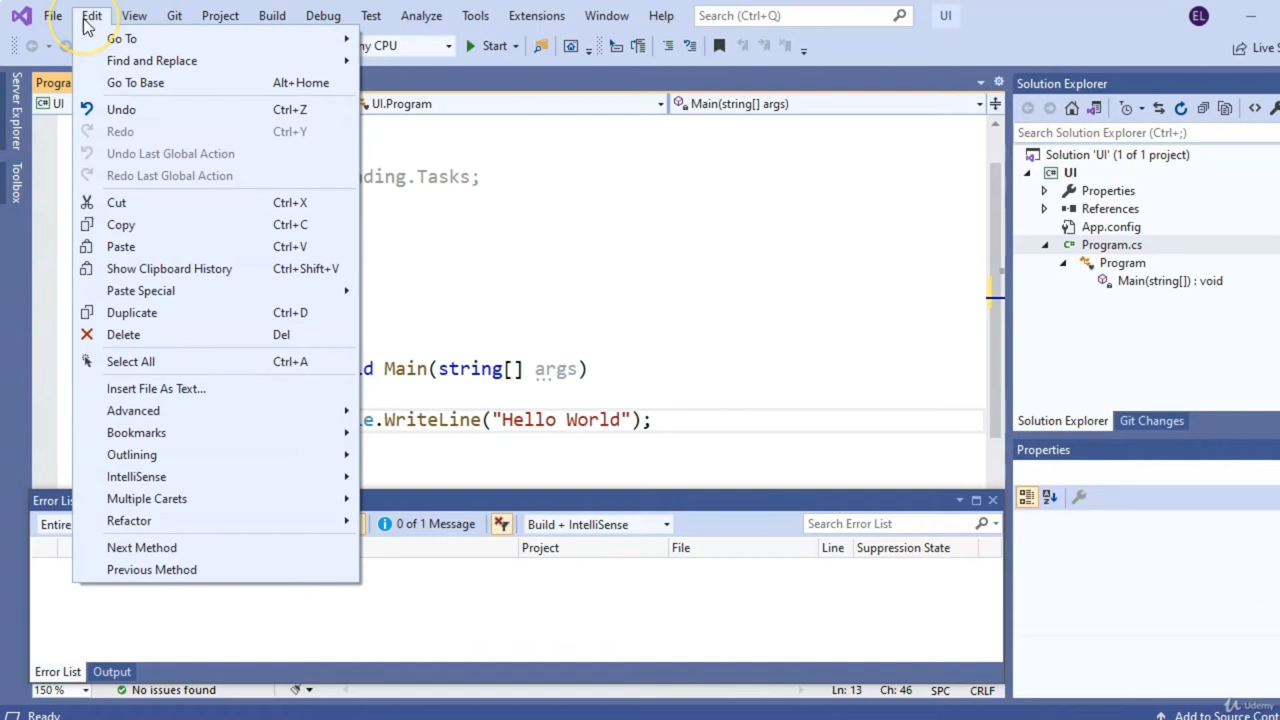 File Edit View Git Project Build Debug Test Analyze Tools Extensions Window Help Search (Ctrl+Q) UI EL
CPU Start Live
Server Explorer
Toolbox
UI
UI.Program Main(string[] args)
Go To
Find and Replace
Go To Base Alt+Home
Undo Ctrl+Z
Redo Ctrl+Y
Undo Last Global Action
Redo Last Global Action
Cut Ctrl+X
Copy Ctrl+C
Paste Ctrl+V
Show Clipboard History Ctrl+Shift+V
Paste Special
Duplicate Ctrl+D
Delete Del
Select All Ctrl+A
Insert File As Text...
Advanced
Bookmarks
Outlining
IntelliSense
Multiple Carets
Refactor
Next Method
Previous Method
ding.Tasks;
d Main(string[] args)
e.WriteLine("Hello World");
Solution Explorer
Search Solution Explorer (Ctrl+;)
Solution 'UI' (1 of 1 project)
UI
Properties
References
App.config
Program.cs
Program
Main(string[]) : void
Solution Explorer Git Changes
Properties
Error
Entire 0 of 1 Message Build + IntelliSense Search Error List
Project File Line Suppression State
Error List Output
150 % No issues found Ln: 13 Ch: 46 SPC CRLF
Ready Add to Source
Udemy